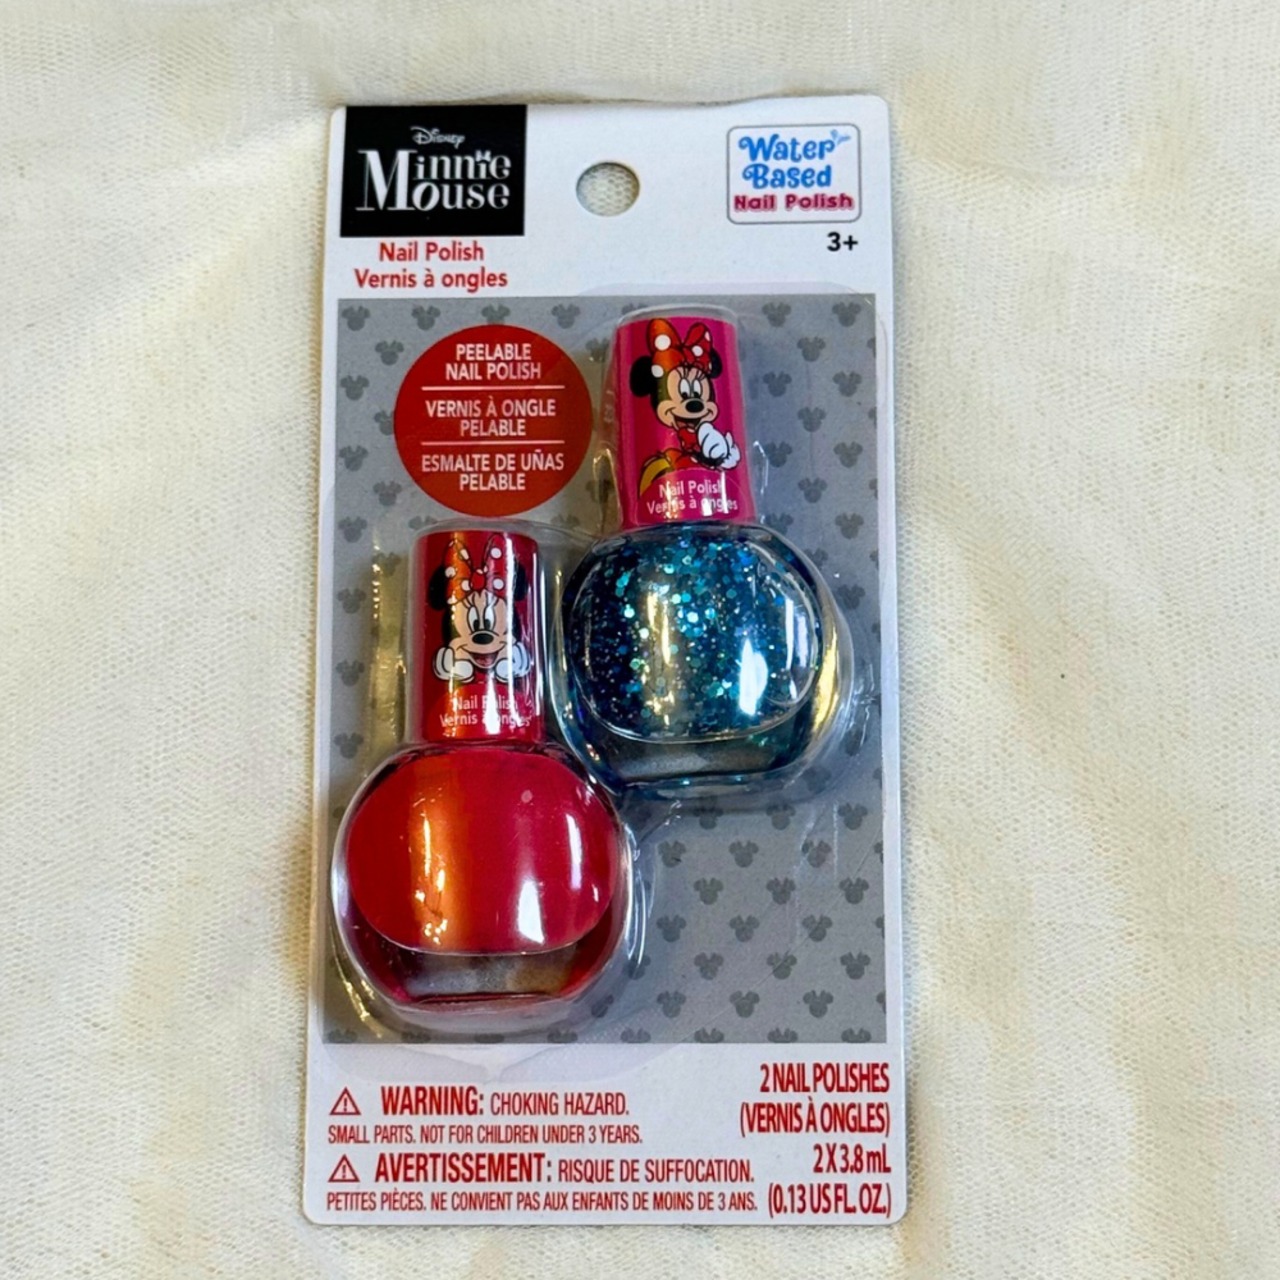 Disney
Minnie
Mouse
Nail Polish
Vernis à ongles
Water
Based
Nail Polish
3+
PEELABLE
NAIL POLISH
VERNIS À ONGLE
PELABLE
ESMALTE DE UÑAS
PELABLE
Nail Polish
Vernis à ongles
Nail Polish
Vernis à ongles
WARNING: CHOKING HAZARD.
SMALL PARTS. NOT FOR CHILDREN UNDER 3 YEARS.
AVERTISSEMENT: RISQUE DE SUFFOCATION.
PETITES PIÈCES. NE CONVIENT PAS AUX ENFANTS DE MOINS DE 3 ANS.
2 NAIL POLISHES
(VERNIS À ONGLES)
2 X 3.8 mL
(0.13 US FL. OZ.)